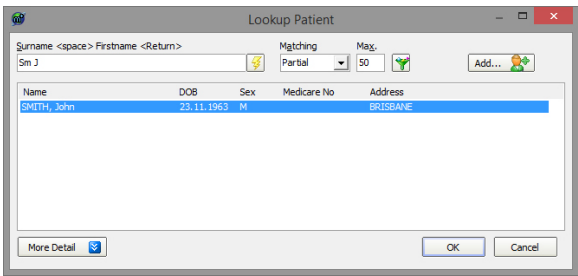 Lookup Patient
Surname <space> Firstname <Return> Matching Max.
Sm J Partial 50 Add...
Name DOB Sex Medicare No Address
SMITH, John 23.11.1963 M BRISBANE
More Detail OK Cancel